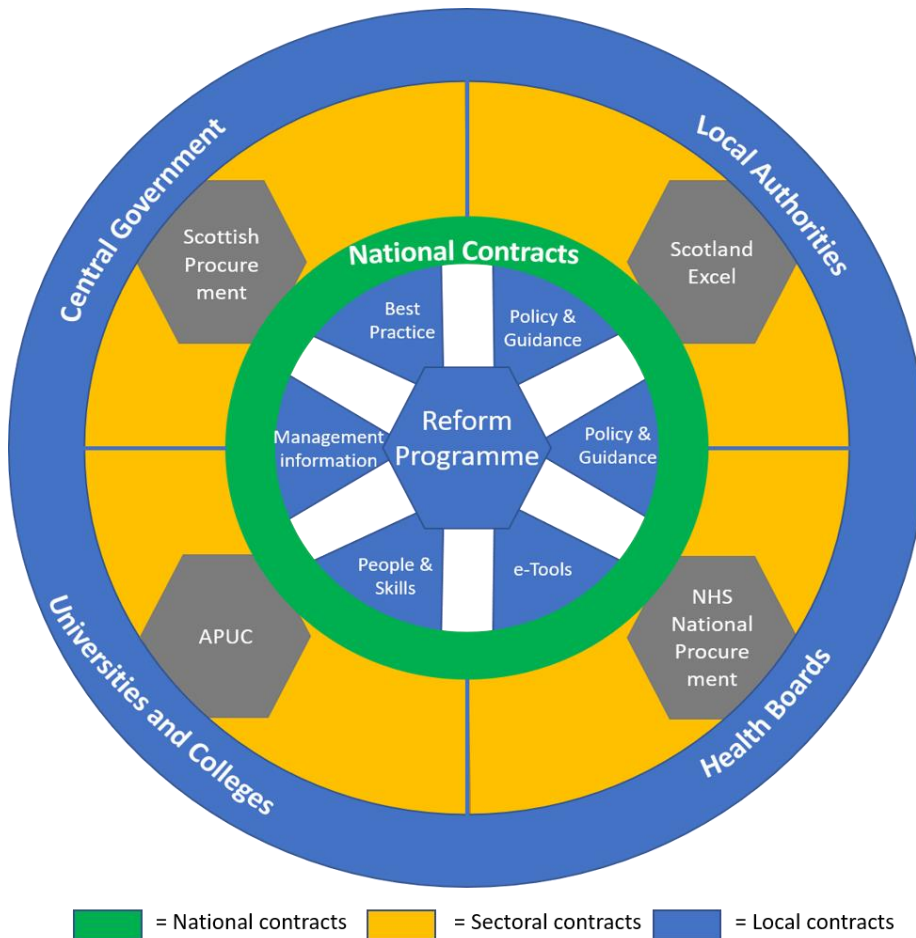 Central Government
Local Authorities
Scottish
Procure
ment
Scotland
Excel
National Contracts
Best
Practice
Policy &
Guidance
Management
information
Reform
Programme
Policy &
Guidance
People &
Skills
e-Tools
APUC
NHS
National
Procure
ment
Universities and Colleges
Health Boards
= National contracts
= Sectoral contracts
= Local contracts